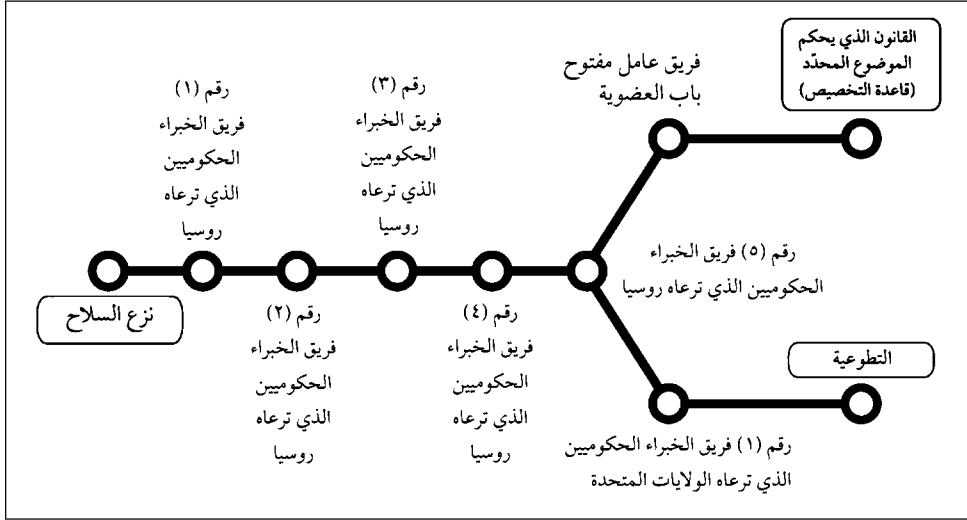 القانون الذي يحكم
الموضوع المحدّد
(قاعدة التخصيص)
فريق عامل مفتوح
باب العضوية
رقم (١)
فريق الخبراء
الحكوميين
الذي ترعاه
روسيا
رقم (٣)
فريق الخبراء
الحكوميين
الذي ترعاه
روسيا
رقم (٥) فريق الخبراء
الحكوميين الذي ترعاه روسيا
نزع السلاح
رقم (٢)
فريق الخبراء
الحكوميين
الذي ترعاه
روسيا
رقم (٤)
فريق الخبراء
الحكوميين
الذي ترعاه
روسيا
التطوعية
رقم (١) فريق الخبراء الحكوميين
الذي ترعاه الولايات المتحدة